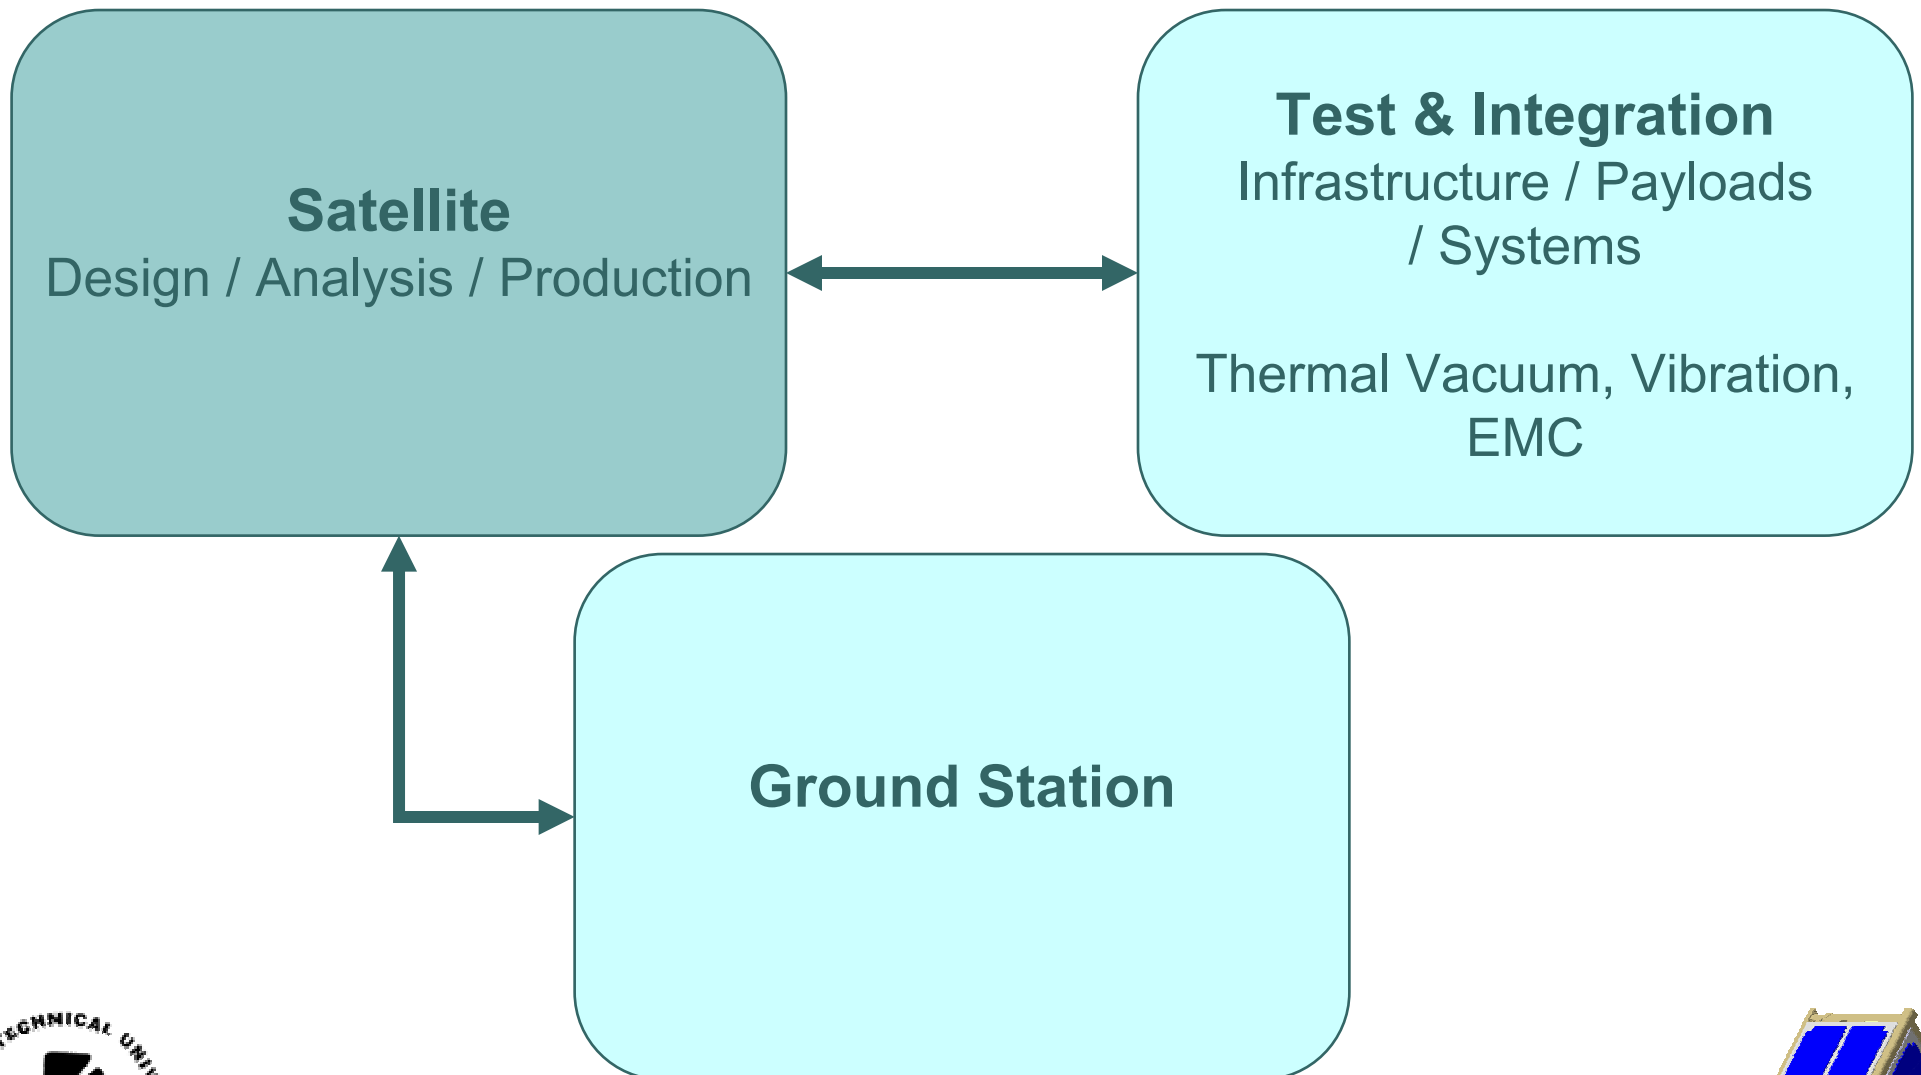 Satellite
Design / Analysis / Production
Test & Integration
Infrastructure / Payloads
/ Systems
Thermal Vacuum, Vibration,
EMC
Ground Station